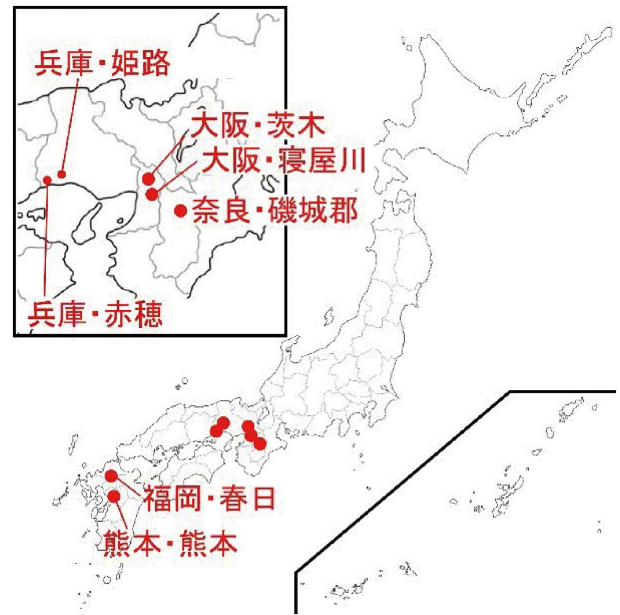 兵庫・姫路
大阪・茨木
大阪・寝屋川
奈良・磯城郡
兵庫・赤穂
福岡・春日
熊本・熊本